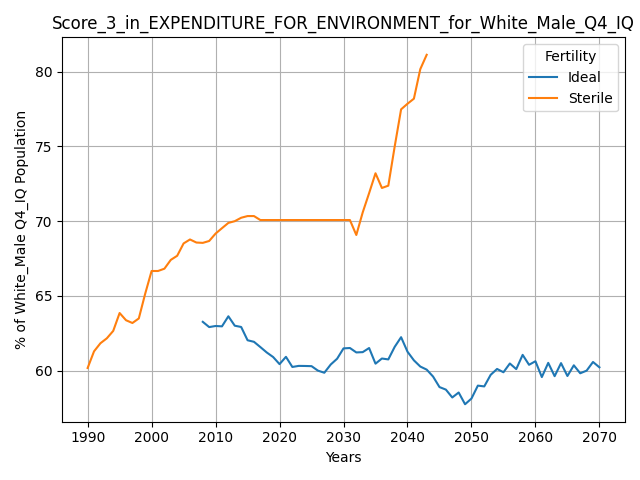 Score_3_in_EXPENDITURE_FOR_ENVIRONMENT_for_White_Male_Q4_IQ
Fertility
Ideal
Sterile
% of White_Male Q4_IQ Population
80
75
70
65
60
1990
2000
2010
2020
2030
2040
2050
2060
2070
Years